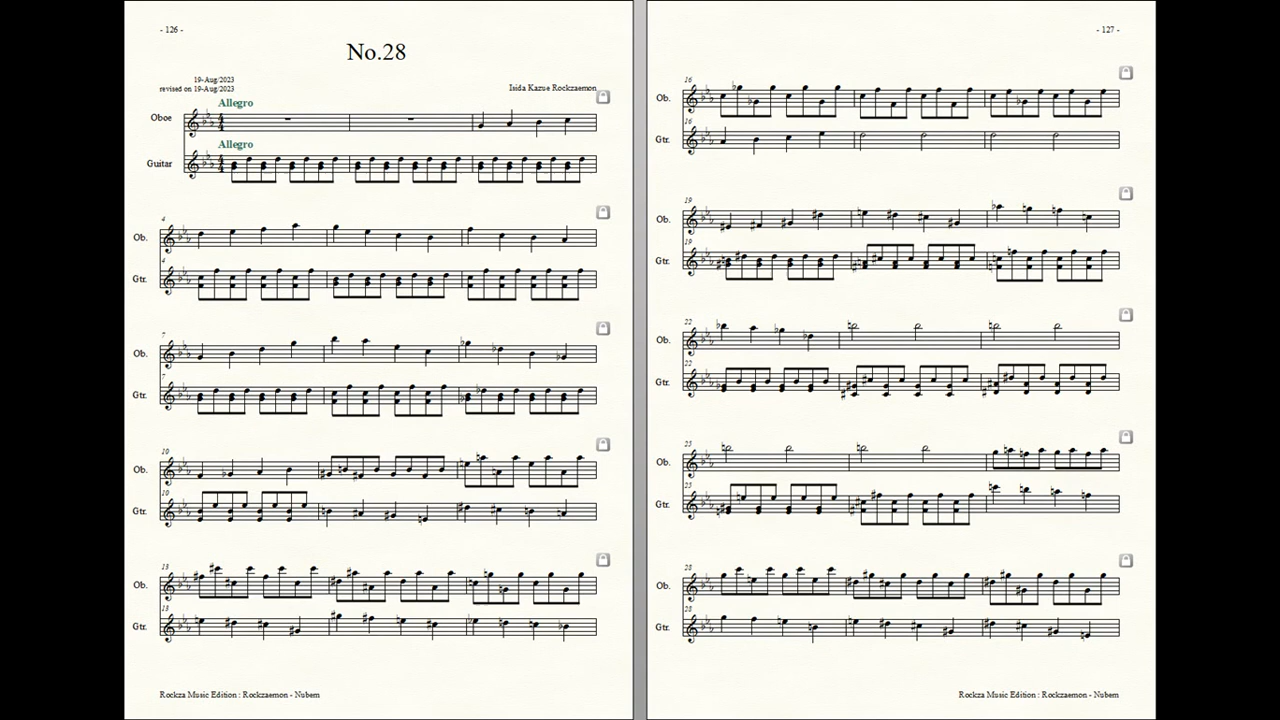 - 126 -
No.28
19-Aug/2023
revised on 19-Aug/2023
Isida Kazue Rockzaemon
Allegro
Oboe
Allegro
Guitar
4
Ob.
4
Gtr.
7
Ob.
7
Gtr.
10
Ob.
10
Gtr.
13
Ob.
13
Gtr.
Rockza Music Edition : Rockzaemon - Nubem
- 127 -
16
Ob.
16
Gtr.
19
Ob.
19
Gtr.
22
Ob.
22
Gtr.
25
Ob.
25
Gtr.
28
Ob.
28
Gtr.
Rockza Music Edition : Rockzaemon - Nubem